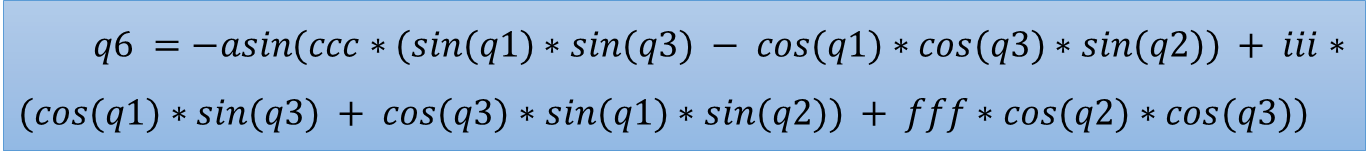 q6 = −asin(ccc ∗ (sin(q1) ∗ sin(q3) − cos(q1) ∗ cos(q3) ∗ sin(q2)) + iii ∗
(cos(q1) ∗ sin(q3) + cos(q3) ∗ sin(q1) ∗ sin(q2)) + fff ∗ cos(q2) ∗ cos(q3))